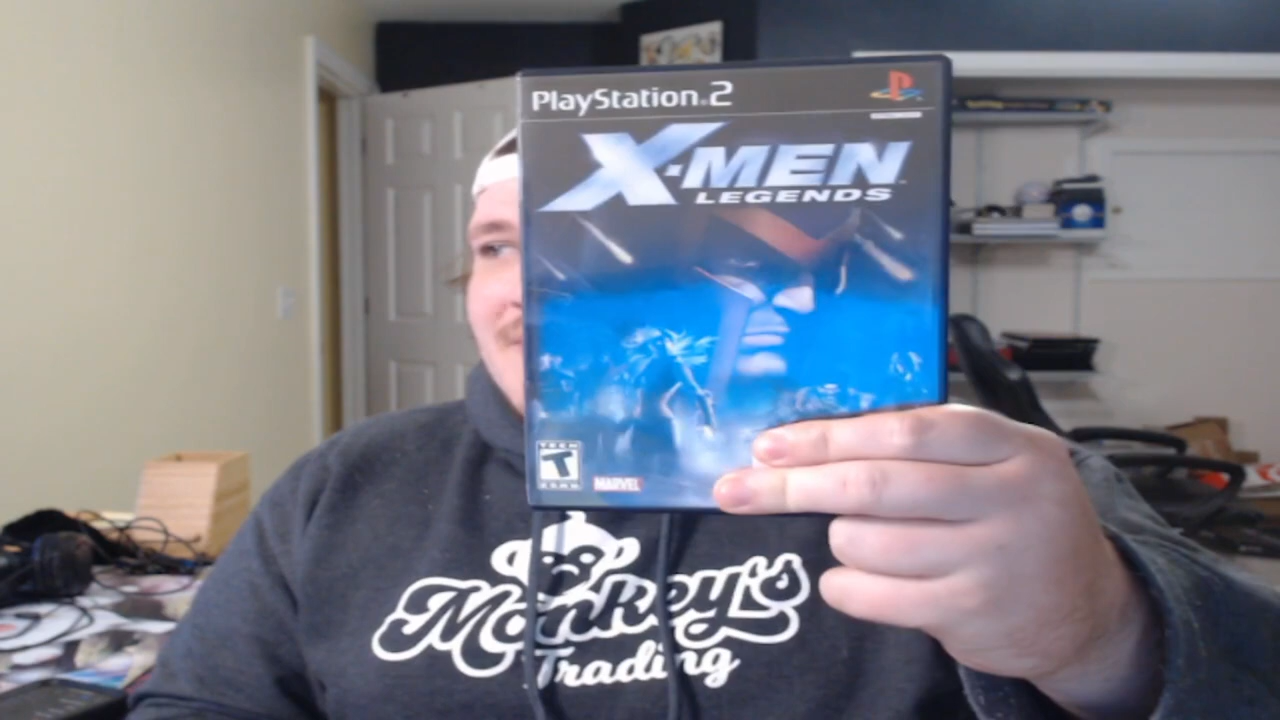 PlayStation.2
X-MEN
LEGENDS
TEEN
T
MARVEL
Monkey's
Trading